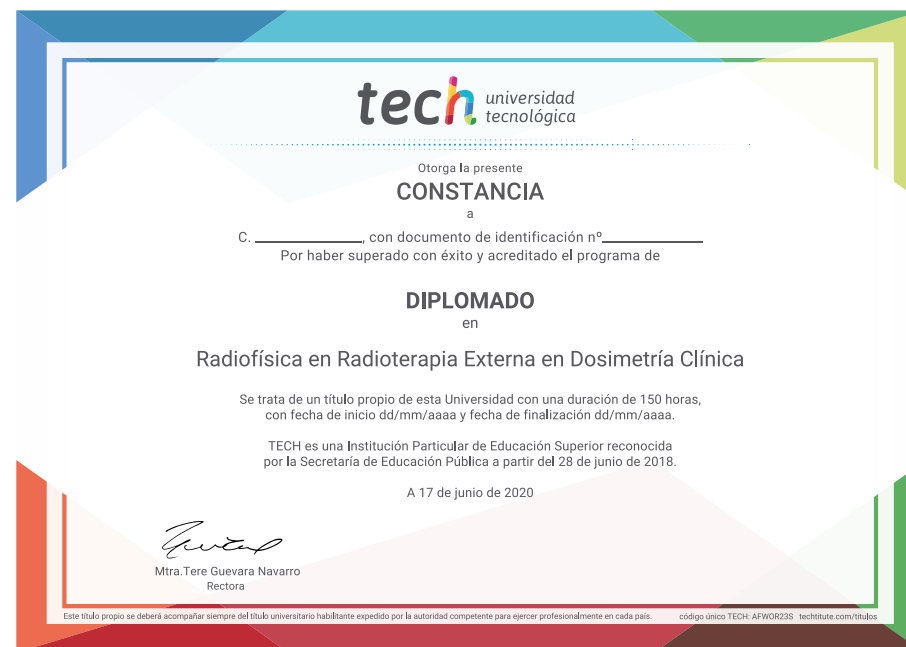 tech universidad
tecnológica
Otorga la presente
CONSTANCIA
a
C. ____________, con documento de identificación nº____________
Por haber superado con éxito y acreditado el programa de
DIPLOMADO
en
Radiofísica en Radioterapia Externa en Dosimetría Clínica
Se trata de un título propio de esta Universidad con una duración de 150 horas,
con fecha de inicio dd/mm/aaaa y fecha de finalización dd/mm/aaaa.
TECH es una Institución Particular de Educación Superior reconocida
por la Secretaría de Educación Pública a partir del 28 de junio de 2018.
A 17 de junio de 2020
Mtra.Tere Guevara Navarro
Rectora
Este título propio se deberá acompañar siempre del título universitario habilitante expedido por la autoridad competente para ejercer profesionalmente en cada país. código único TECH: AFWOR23S techtitute.com/titulos